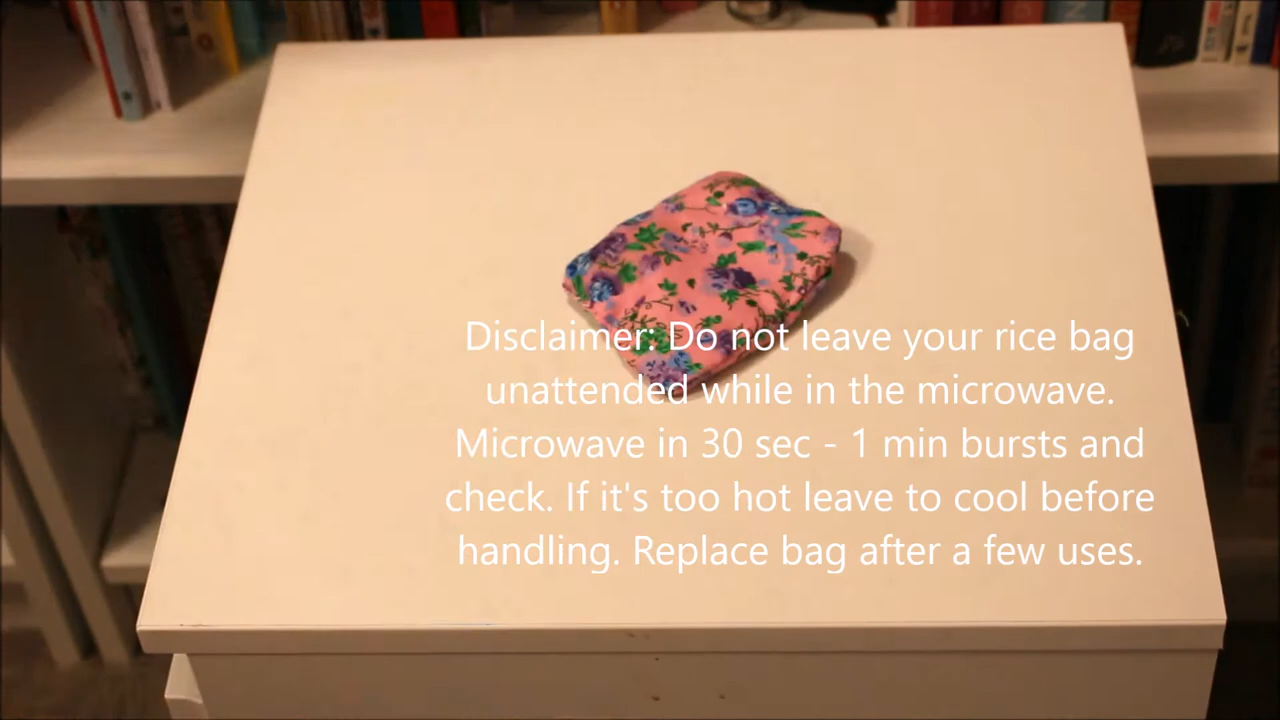 Disclaimer: Do not leave your rice bag
unattended while in the microwave.
Microwave in 30 sec - 1 min bursts and
check. If it's too hot leave to cool before
handling. Replace bag after a few uses.